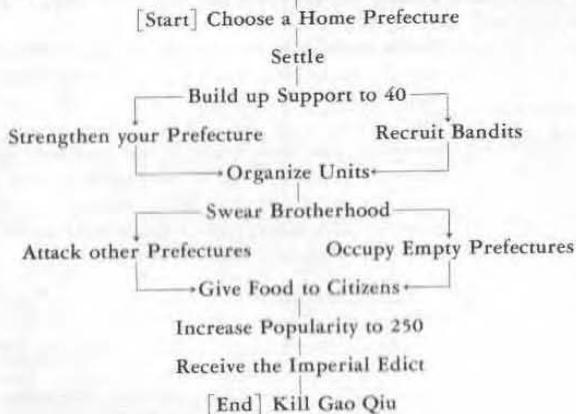 [Start] Choose a Home Prefecture
Settle
Build up Support to 40
Strengthen your Prefecture Recruit Bandits
Organize Units
Swear Brotherhood
Attack other Prefectures Occupy Empty Prefectures
Give Food to Citizens
Increase Popularity to 250
Receive the Imperial Edict
[End] Kill Gao Qiu